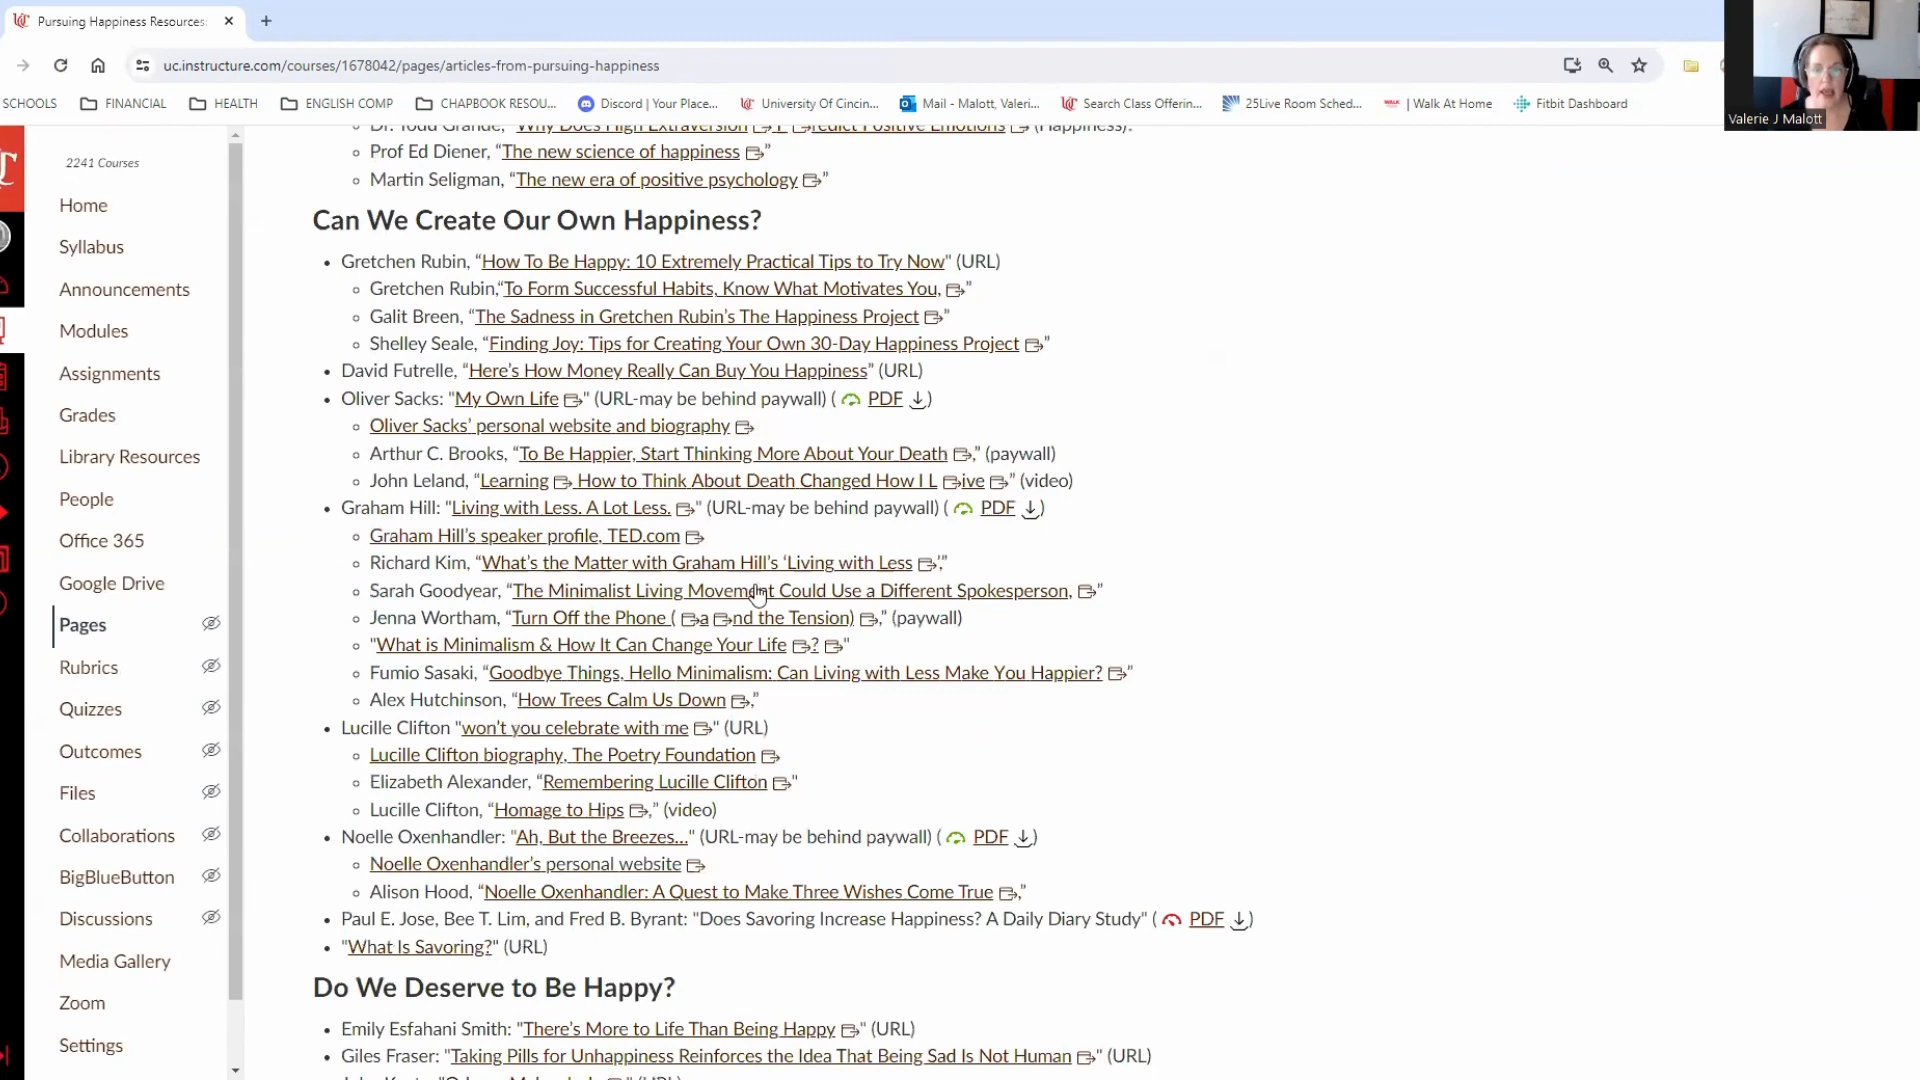 Pursuing Happiness Resources:
uc.instructure.com/courses/1678042/pages/articles-from-pursuing-happiness
SCHOOLS FINANCIAL HEALTH ENGLISH COMP CHAPBOOK RESOU... Discord | Your Place... University Of Cincin... Mail - Malott, Valeri... Search Class Offerin... 25Live Room Sched... WALK | Walk At Home Fitbit Dashboard
Valerie J Malott
2241 Courses
Home
Syllabus
Announcements
Modules
Assignments
Grades
Library Resources
People
Office 365
Google Drive
Pages
Rubrics
Quizzes
Outcomes
Files
Collaborations
BigBlueButton
Discussions
Media Gallery
Zoom
Settings
Dr. Todd Grande, “Why Does High Extraversion Predict Positive Emotions (Happiness).
Prof Ed Diener, “The new science of happiness”
Martin Seligman, “The new era of positive psychology”
Can We Create Our Own Happiness?
Gretchen Rubin, “How To Be Happy: 10 Extremely Practical Tips to Try Now" (URL)
Gretchen Rubin,“To Form Successful Habits, Know What Motivates You,”
Galit Breen, “The Sadness in Gretchen Rubin’s The Happiness Project”
Shelley Seale, “Finding Joy: Tips for Creating Your Own 30-Day Happiness Project”
David Futrelle, “Here’s How Money Really Can Buy You Happiness” (URL)
Oliver Sacks: "My Own Life" (URL-may be behind paywall) ( PDF )
Oliver Sacks’ personal website and biography
Arthur C. Brooks, “To Be Happier, Start Thinking More About Your Death,” (paywall)
John Leland, “Learning How to Think About Death Changed How I L ive” (video)
Graham Hill: "Living with Less. A Lot Less." (URL-may be behind paywall) ( PDF )
Graham Hill’s speaker profile, TED.com
Richard Kim, “What’s the Matter with Graham Hill’s ‘Living with Less’,”
Sarah Goodyear, “The Minimalist Living Movement Could Use a Different Spokesperson,”
Jenna Wortham, “Turn Off the Phone ( a nd the Tension),” (paywall)
"What is Minimalism & How It Can Change Your Life ?"
Fumio Sasaki, “Goodbye Things, Hello Minimalism: Can Living with Less Make You Happier?”
Alex Hutchinson, “How Trees Calm Us Down,”
Lucille Clifton "won’t you celebrate with me" (URL)
Lucille Clifton biography, The Poetry Foundation
Elizabeth Alexander, “Remembering Lucille Clifton"
Lucille Clifton, “Homage to Hips,” (video)
Noelle Oxenhandler: "Ah, But the Breezes…" (URL-may be behind paywall) ( PDF )
Noelle Oxenhandler’s personal website
Alison Hood, “Noelle Oxenhandler: A Quest to Make Three Wishes Come True,”
Paul E. Jose, Bee T. Lim, and Fred B. Byrant: "Does Savoring Increase Happiness? A Daily Diary Study" ( PDF )
"What Is Savoring?" (URL)
Do We Deserve to Be Happy?
Emily Esfahani Smith: "There’s More to Life Than Being Happy" (URL)
Giles Fraser: "Taking Pills for Unhappiness Reinforces the Idea That Being Sad Is Not Human" (URL)